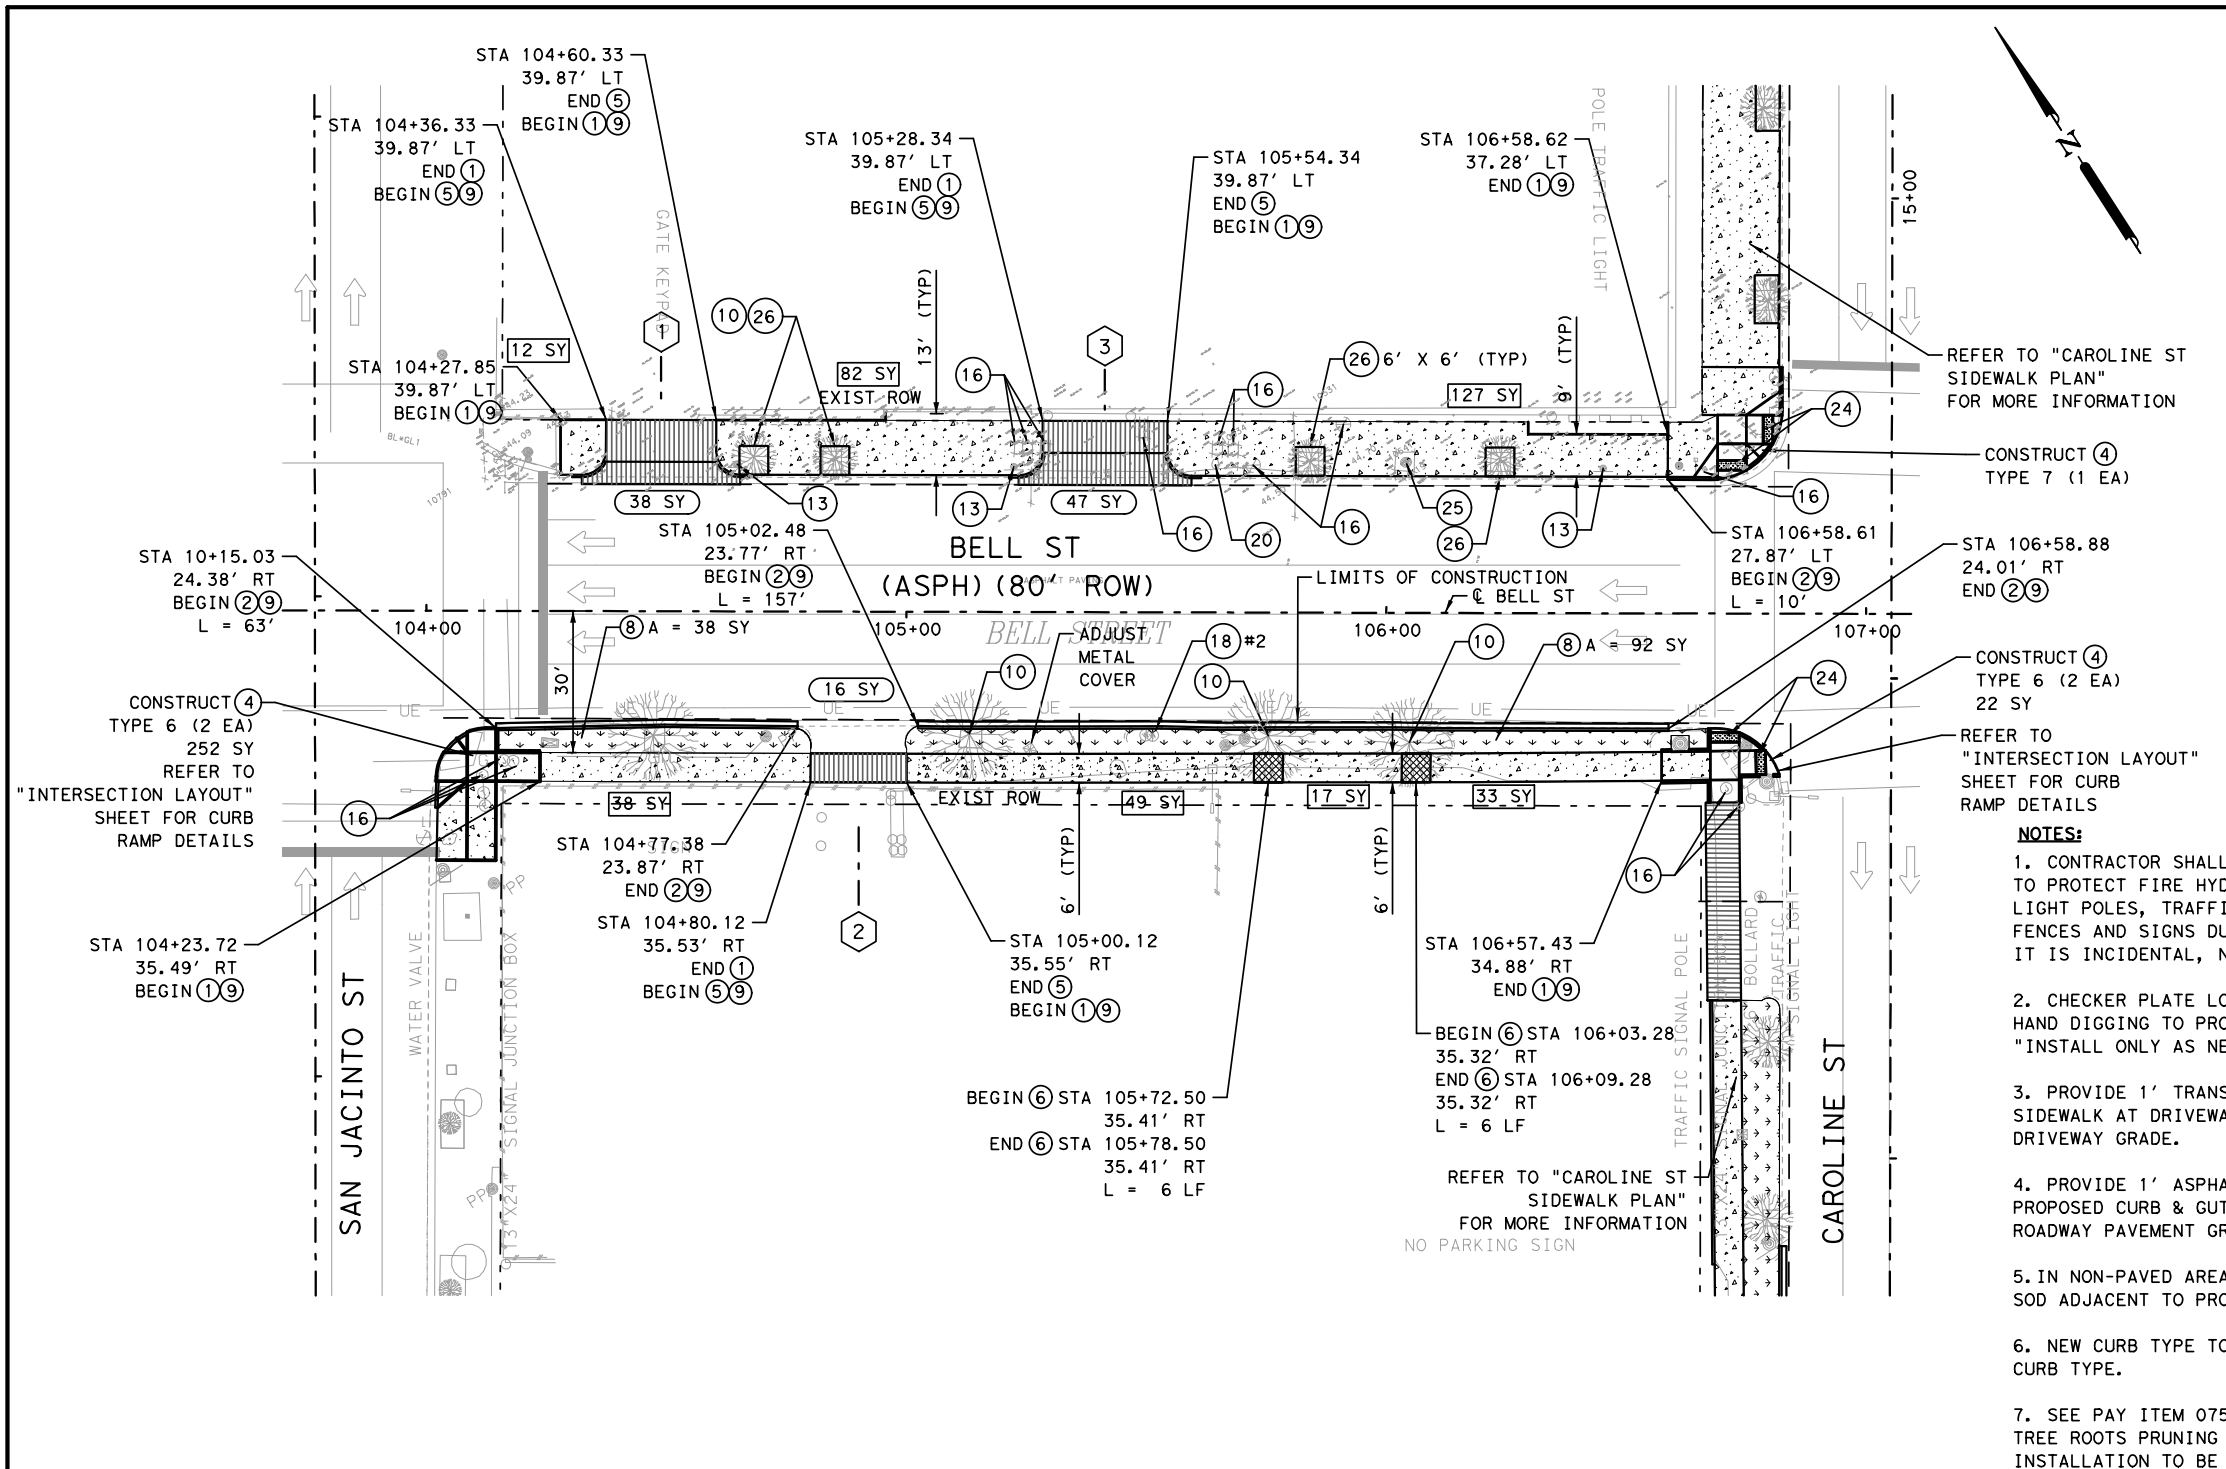 STA 104+60.33
39.87' LT
END 5
BEGIN 1 9
STA 104+36.33
39.87' LT
END 1
BEGIN 5 9
STA 104+27.85
39.87' LT
BEGIN 1 9
12 SY
GATE KEYPAD
1
10 26
82 SY
EXIST ROW
13' (TYP)
STA 105+28.34
39.87' LT
END 1
BEGIN 5 9
16
3
STA 105+54.34
39.87' LT
END 5
BEGIN 1 9
16
26 6' X 6' (TYP)
127 SY
9' (TYP)
POLE TRAFFIC LIGHT
STA 106+58.62
37.28' LT
END 1 9
N
15+00
REFER TO "CAROLINE ST
SIDEWALK PLAN"
FOR MORE INFORMATION
24
CONSTRUCT 4
TYPE 7 (1 EA)
16
44.23
44.09
BL*GL1
10791
10931
38 SY
13
13
47 SY
16
20
16
25
26
13
STA 106+58.61
27.87' LT
BEGIN 2 9
L = 10'
STA 106+58.88
24.01' RT
END 2 9
STA 105+02.48
23.77' RT
BEGIN 2 9
L = 157'
BELL ST
(ASPH) (80' ROW)
ASPHALT PAVING
LIMITS OF CONSTRUCTION
℄ BELL ST
STA 10+15.03
24.38' RT
BEGIN 2 9
L = 63'
104+00
105+00
106+00
107+00
8 A = 38 SY
BELL STREET
ADJUST
METAL
COVER
18 #2
10
10
10
8 A = 92 SY
30'
16 SY
UE
UE
UE
UE
UE
UE
UE
CONSTRUCT 4
TYPE 6 (2 EA)
252 SY
REFER TO
"INTERSECTION LAYOUT"
SHEET FOR CURB
RAMP DETAILS
16
CONSTRUCT 4
TYPE 6 (2 EA)
22 SY
24
REFER TO
"INTERSECTION LAYOUT"
SHEET FOR CURB
RAMP DETAILS
38 SY
EXIST ROW
49 SY
17 SY
33 SY
6' (TYP)
6' (TYP)
16
STA 104+77.38
23.87' RT
END 2 9
SIGN
STA 104+80.12
35.53' RT
END 1
BEGIN 5 9
2
STA 105+00.12
35.55' RT
END 5
BEGIN 1 9
STA 104+23.72
35.49' RT
BEGIN 1 9
STA 106+57.43
34.88' RT
END 1 9
BEGIN 6 STA 106+03.28
35.32' RT
END 6 STA 106+09.28
35.32' RT
L = 6 LF
BEGIN 6 STA 105+72.50
35.41' RT
END 6 STA 105+78.50
35.41' RT
L = 6 LF
REFER TO "CAROLINE ST
SIDEWALK PLAN"
FOR MORE INFORMATION
NO PARKING SIGN
SAN JACINTO ST
WATER VALVE
PP
PP
13"X24" SIGNAL JUNCTION BOX
TRAFFIC SIGNAL POLE
BOLLARD
TRAFFIC
SIGNAL LIGHT
CAROLINE ST
NOTES:
1. CONTRACTOR SHALL
TO PROTECT FIRE HYD
LIGHT POLES, TRAFFI
FENCES AND SIGNS DU
IT IS INCIDENTAL, N
2. CHECKER PLATE LO
HAND DIGGING TO PRO
"INSTALL ONLY AS NE
3. PROVIDE 1' TRANS
SIDEWALK AT DRIVEWA
DRIVEWAY GRADE.
4. PROVIDE 1' ASPHA
PROPOSED CURB & GUT
ROADWAY PAVEMENT GR
5. IN NON-PAVED AREA
SOD ADJACENT TO PRO
6. NEW CURB TYPE TO
CURB TYPE.
7. SEE PAY ITEM 075
TREE ROOTS PRUNING
INSTALLATION TO BE